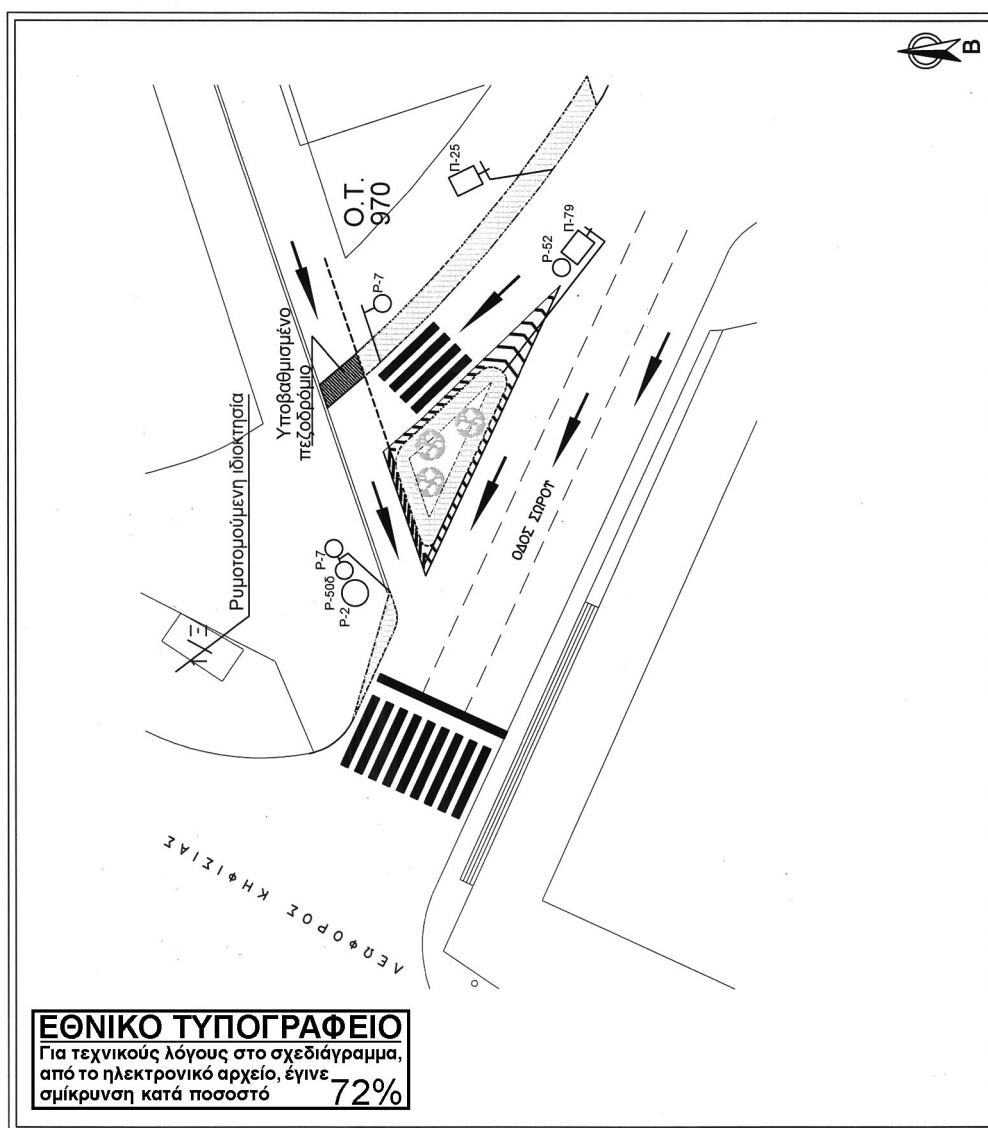 Β
Π-25
Ο.Τ.
970
Π-79
Ρ-52
Ρ-7
Υποβαθμισμένο
πεζοδρόμιο
Ρυμοτομούμενη ιδιοκτησία
ΟΔΟΣ ΣΩΡΟΥ
Ρ-7
Ρ-50δ
Ρ-2
ΛΕΩΦΟΡΟΣ ΚΗΦΙΣΙΑΣ
ΕΘΝΙΚΟ ΤΥΠΟΓΡΑΦΕΙΟ
Για τεχνικούς λόγους στο σχεδιάγραμμα,
από το ηλεκτρονικό αρχείο, έγινε
σμίκρυνση κατά ποσοστό 72%